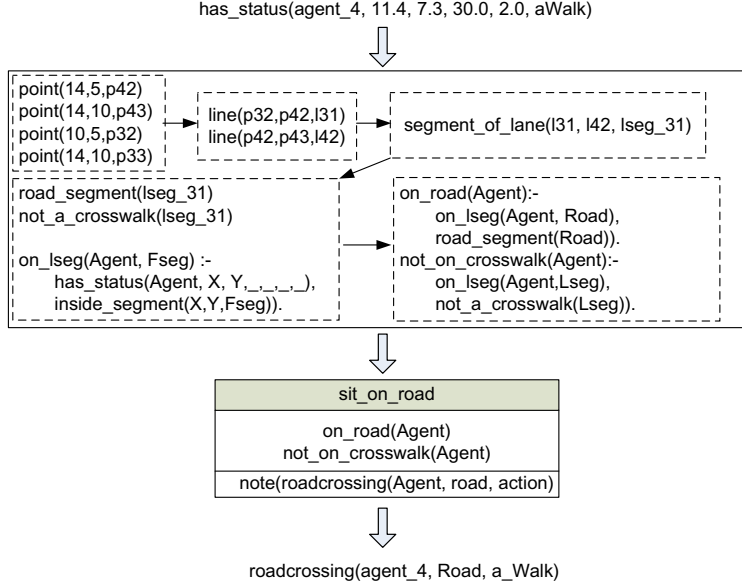 has_status(agent_4, 11.4, 7.3, 30.0, 2.0, aWalk)
point(14,5,p42)
point(14,10,p43)
point(10,5,p32)
point(14,10,p33)
line(p32,p42,l31)
line(p42,p43,l42)
segment_of_lane(l31, l42, lseg_31)
road_segment(lseg_31)
not_a_crosswalk(lseg_31)
on_lseg(Agent, Fseg) :-
has_status(Agent, X, Y,_,_,_,_),
inside_segment(X,Y,Fseg)).
on_road(Agent):-
on_lseg(Agent, Road),
road_segment(Road)).
not_on_crosswalk(Agent):-
on_lseg(Agent,Lseg),
not_a_crosswalk(Lseg)).
sit_on_road
on_road(Agent)
not_on_crosswalk(Agent)
note(roadcrossing(Agent, road, action)
roadcrossing(agent_4, Road, a_Walk)